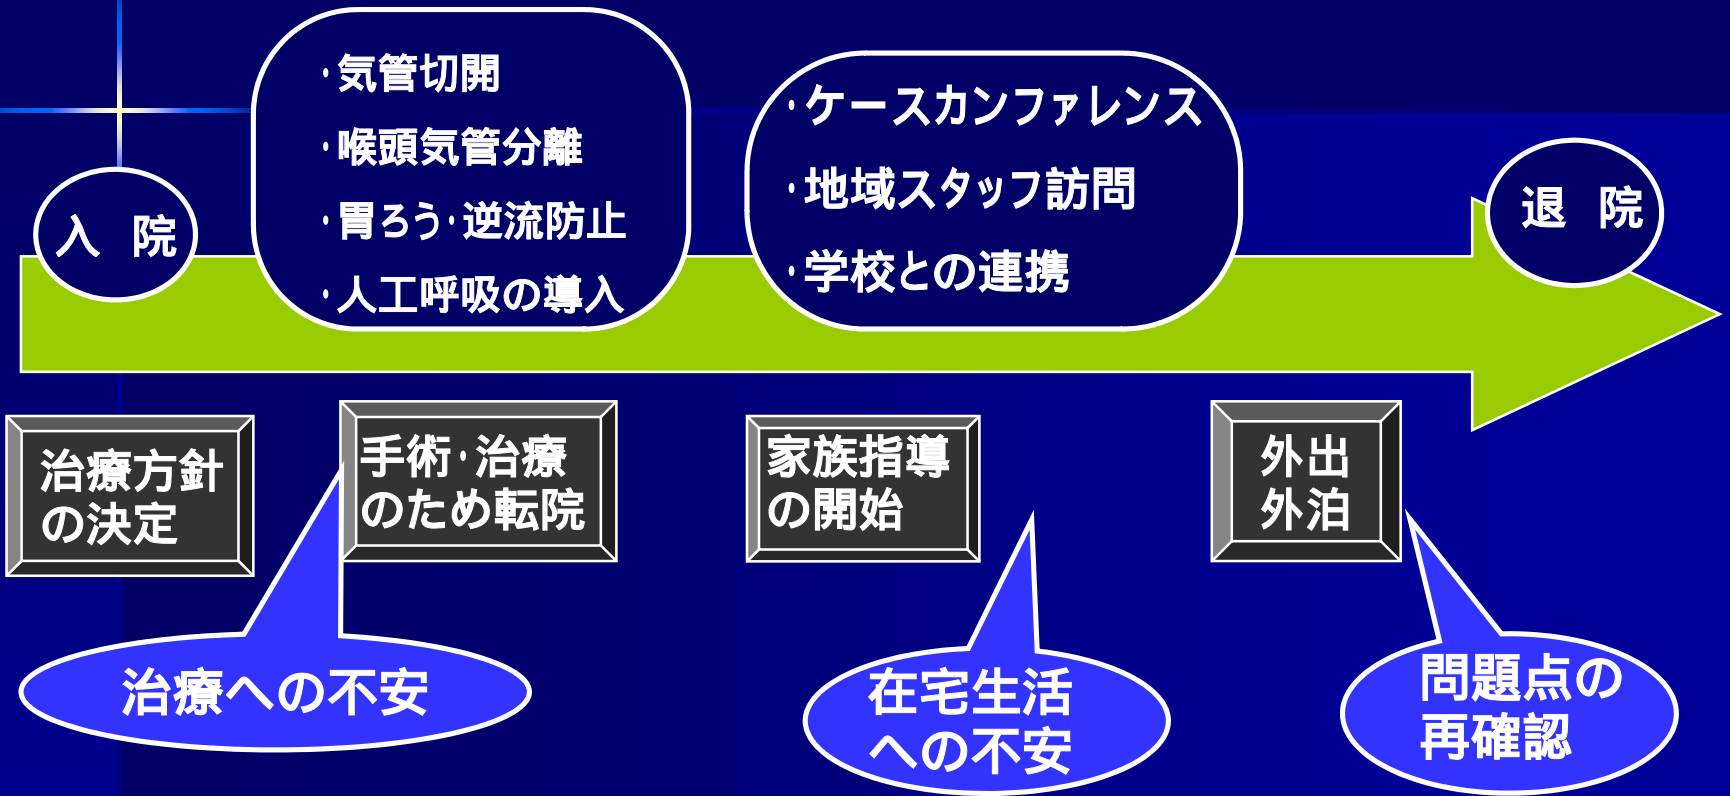 ・気管切開
・喉頭気管分離
・胃ろう・逆流防止
・人工呼吸の導入
・ケースカンファレンス
・地域スタッフ訪問
・学校との連携
入 院
退 院
治療方針
の決定
手術・治療
のため転院
家族指導
の開始
外出
外泊
治療への不安
在宅生活
への不安
問題点の
再確認